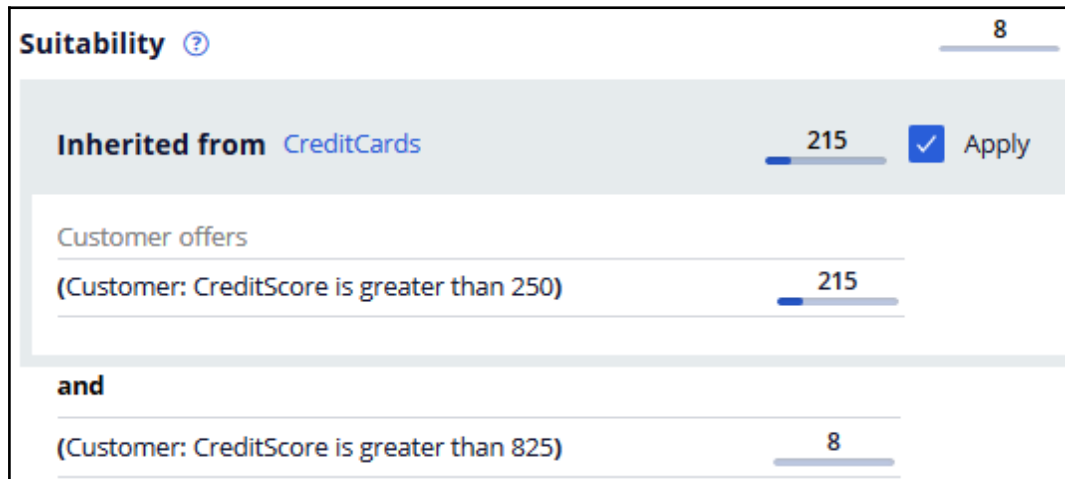 Suitability ? 8
Inherited from CreditCards 215 Apply
Customer offers
(Customer: CreditScore is greater than 250) 215
and
(Customer: CreditScore is greater than 825) 8